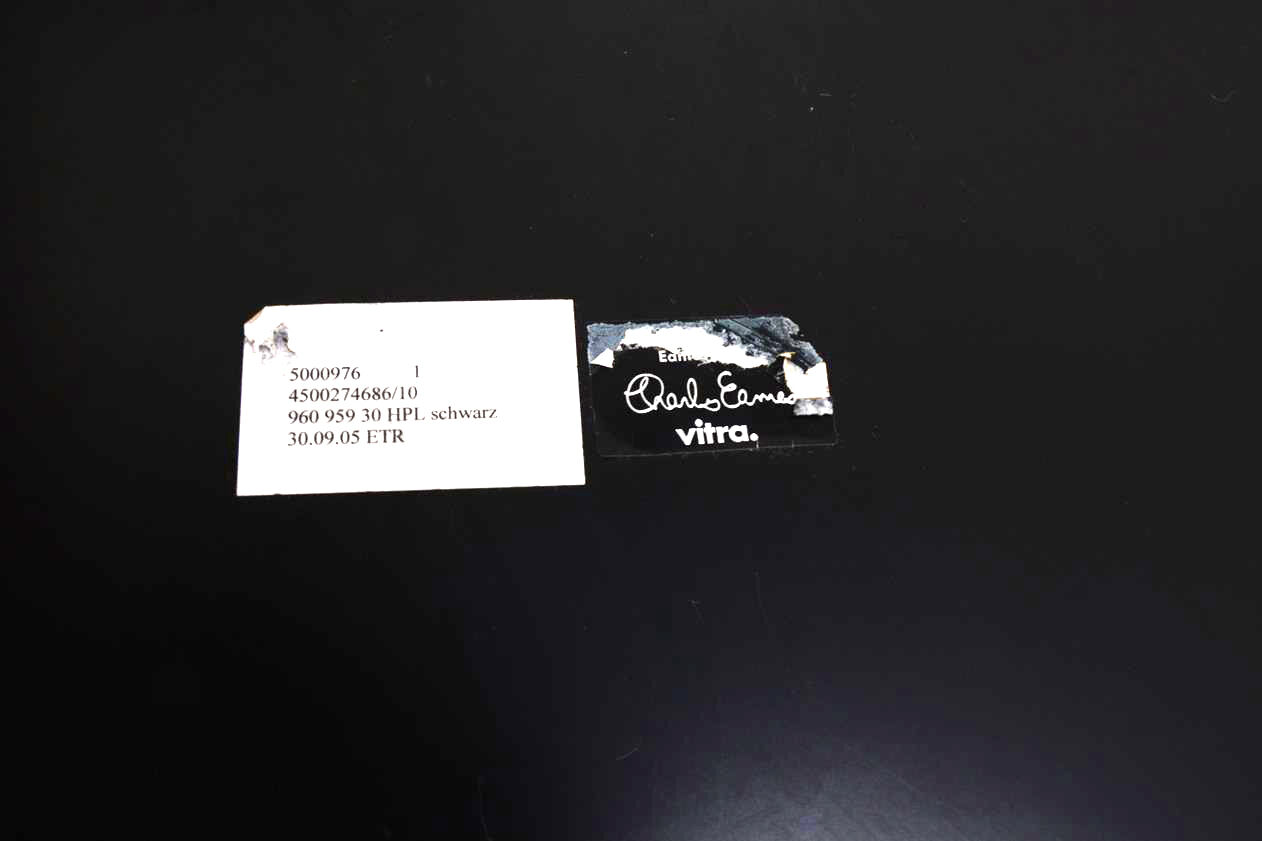 5000976 1
4500274686/10
960 959 30 HPL schwarz
30.09.05 ETR
Charles Eames
vitra.